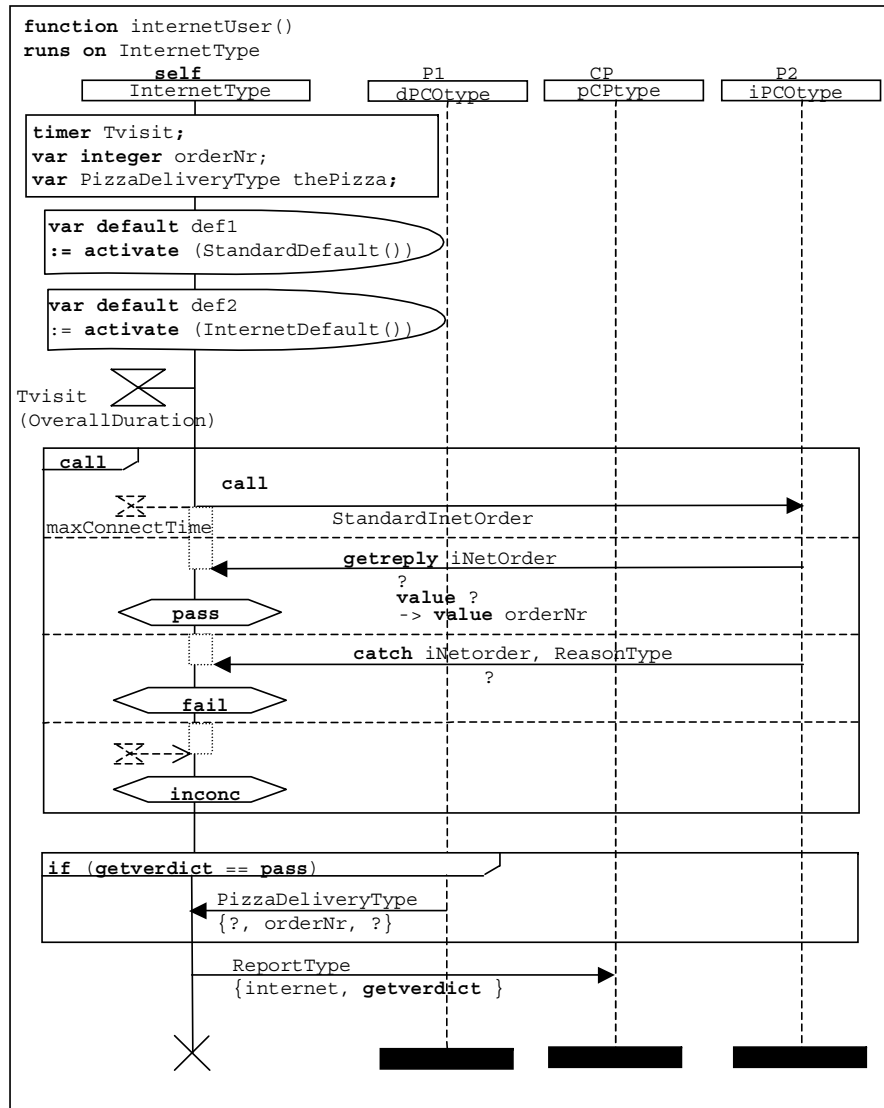 function internetUser()
runs on InternetType
self P1 CP P2
InternetType dPCOtype pCPtype iPCOtype
timer Tvisit;
var integer orderNr;
var PizzaDeliveryType thePizza;
var default def1
:= activate (StandardDefault())
var default def2
:= activate (InternetDefault())
Tvisit
(OverallDuration)
call
call
maxConnectTime StandardInetOrder
getreply iNetOrder
?
value ?
-> value orderNr
pass
catch iNetorder, ReasonType
?
fail
inconc
if (getverdict == pass)
PizzaDeliveryType
{?, orderNr, ?}
ReportType
{internet, getverdict }